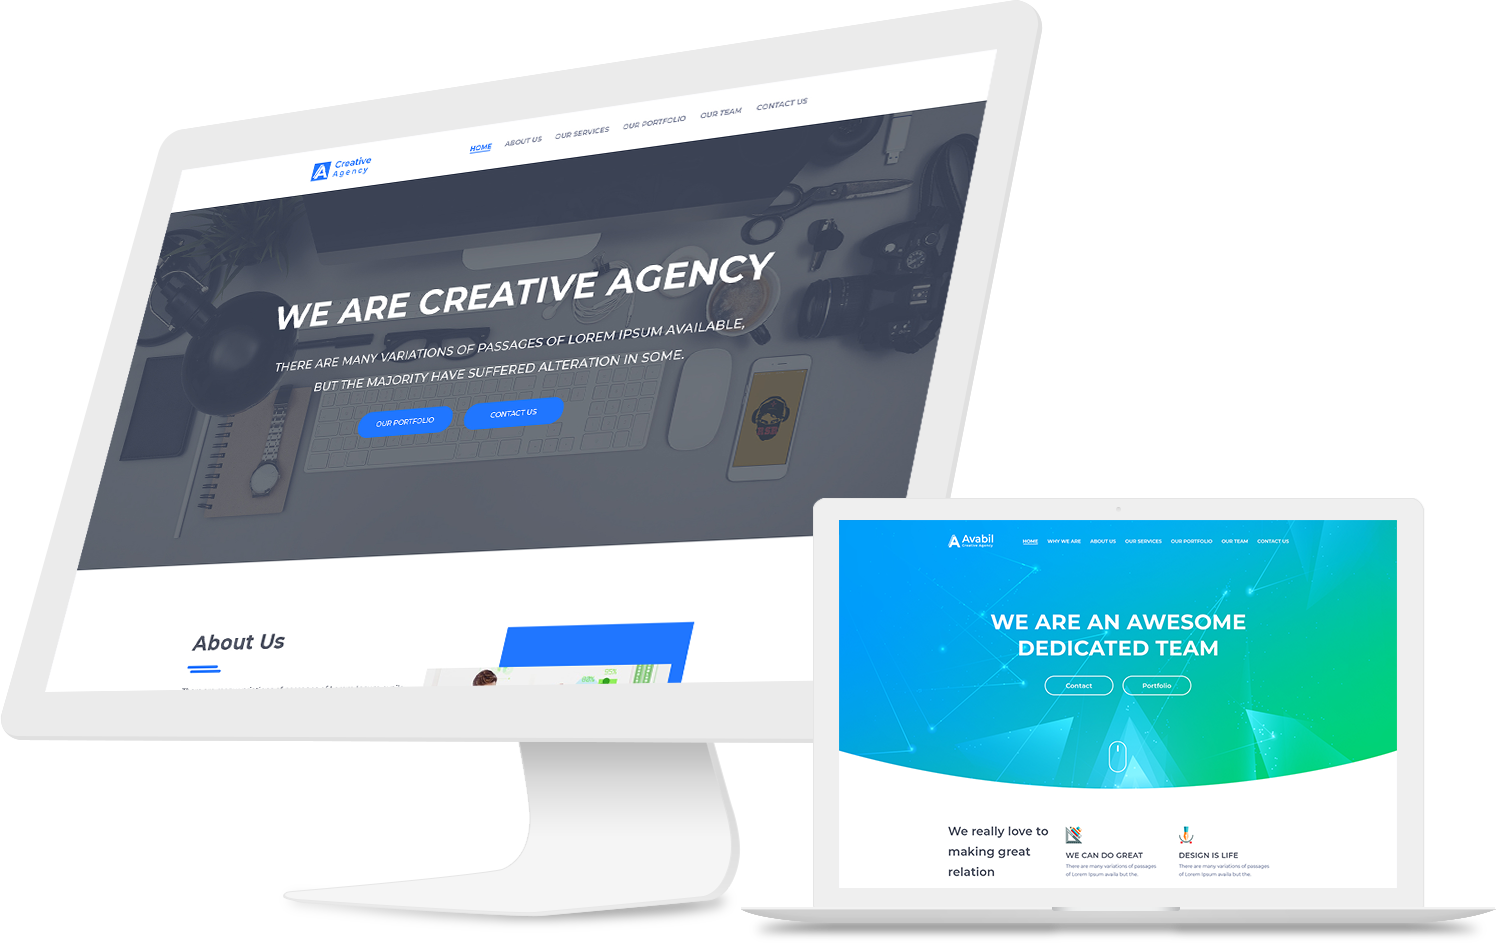 Creative
Agency
HOME ABOUT US OUR SERVICES OUR PORTFOLIO OUR TEAM CONTACT US
WE ARE CREATIVE AGENCY
THERE ARE MANY VARIATIONS OF PASSAGES OF LOREM IPSUM AVAILABLE,
BUT THE MAJORITY HAVE SUFFERED ALTERATION IN SOME.
OUR PORTFOLIO CONTACT US
About Us
Avabil
Creative Agency
HOME WHY WE ARE ABOUT US OUR SERVICES OUR PORTFOLIO OUR TEAM CONTACT US
WE ARE AN AWESOME
DEDICATED TEAM
Contact Portfolio
We really love to
making great
relation
WE CAN DO GREAT
There are many variations of passages
of Lorem Ipsum availa but the.
DESIGN IS LIFE
There are many variations of passages
of Lorem Ipsum availa but the.